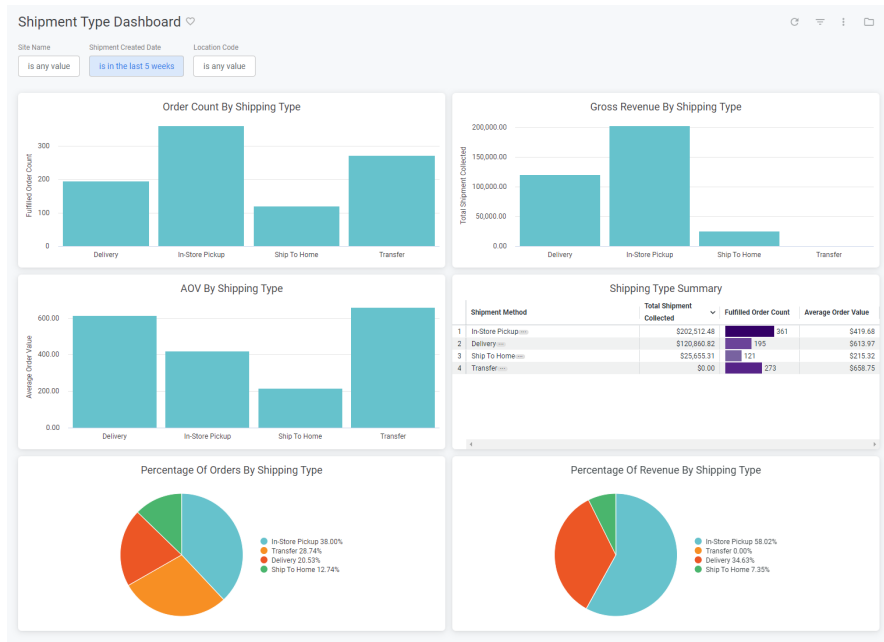 Shipment Type Dashboard
Site Name Shipment Created Date Location Code
is any value is in the last 5 weeks is any value
Order Count By Shipping Type
Fulfilled Order Count
300
200
100
0
Delivery In-Store Pickup Ship To Home Transfer
Gross Revenue By Shipping Type
Total Shipment Collected
200,000.00
150,000.00
100,000.00
50,000.00
0.00
Delivery In-Store Pickup Ship To Home Transfer
AOV By Shipping Type
Average Order Value
600.00
400.00
200.00
0.00
Delivery In-Store Pickup Ship To Home Transfer
Shipping Type Summary
Shipment Method Total Shipment Collected Fulfilled Order Count Average Order Value
1 In-Store Pickup $202,512.48 361 $419.68
2 Delivery $120,860.82 195 $613.97
3 Ship To Home $25,655.31 121 $215.32
4 Transfer $0.00 273 $658.75
Percentage Of Orders By Shipping Type
In-Store Pickup 38.00%
Transfer 28.74%
Delivery 20.53%
Ship To Home 12.74%
Percentage Of Revenue By Shipping Type
In-Store Pickup 58.02%
Transfer 0.00%
Delivery 34.63%
Ship To Home 7.35%